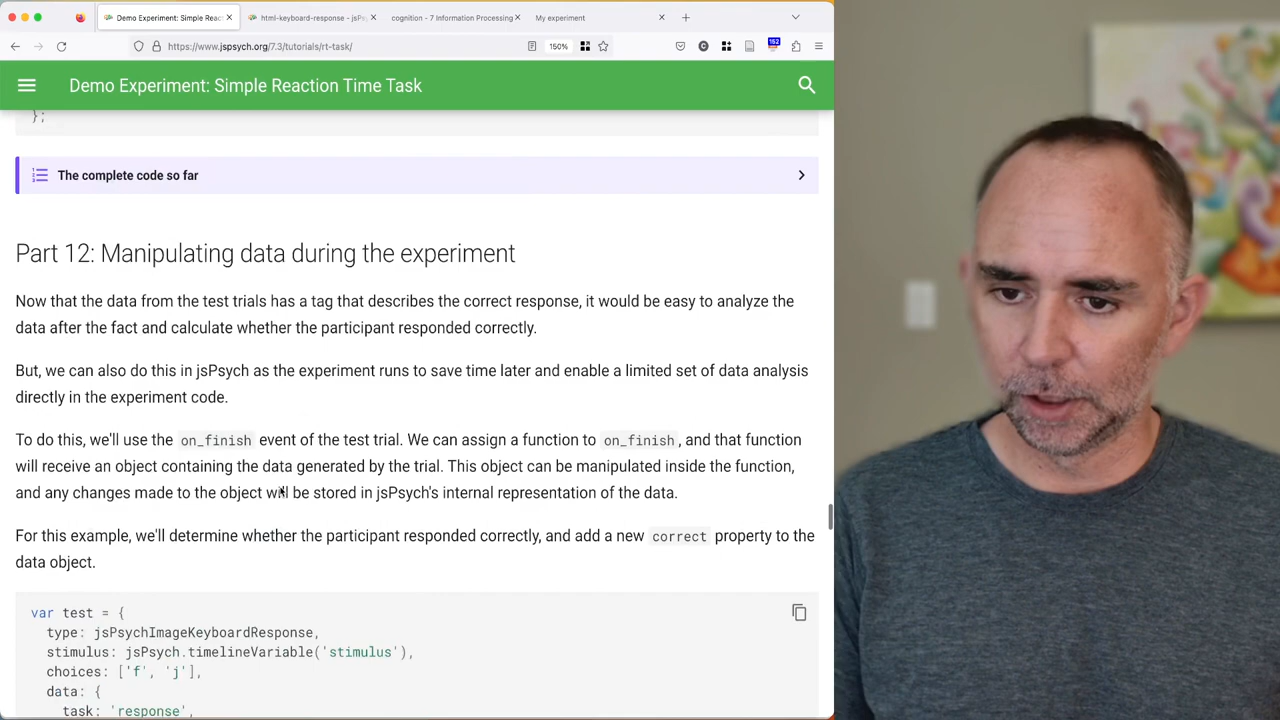 Demo Experiment: Simple Reac
html-keyboard-response - jsPs
cognition - 7 Information Processing
My experiment
https://www.jspsych.org/7.3/tutorials/rt-task/
150%
152
Demo Experiment: Simple Reaction Time Task
};
The complete code so far
Part 12: Manipulating data during the experiment
Now that the data from the test trials has a tag that describes the correct response, it would be easy to analyze the
data after the fact and calculate whether the participant responded correctly.
But, we can also do this in jsPsych as the experiment runs to save time later and enable a limited set of data analysis
directly in the experiment code.
To do this, we'll use the on_finish event of the test trial. We can assign a function to on_finish, and that function
will receive an object containing the data generated by the trial. This object can be manipulated inside the function,
and any changes made to the object will be stored in jsPsych's internal representation of the data.
For this example, we'll determine whether the participant responded correctly, and add a new correct property to the
data object.
var test = {
type: jsPsychImageKeyboardResponse,
stimulus: jsPsych.timelineVariable('stimulus'),
choices: ['f', 'j'],
data: {
task: 'response',